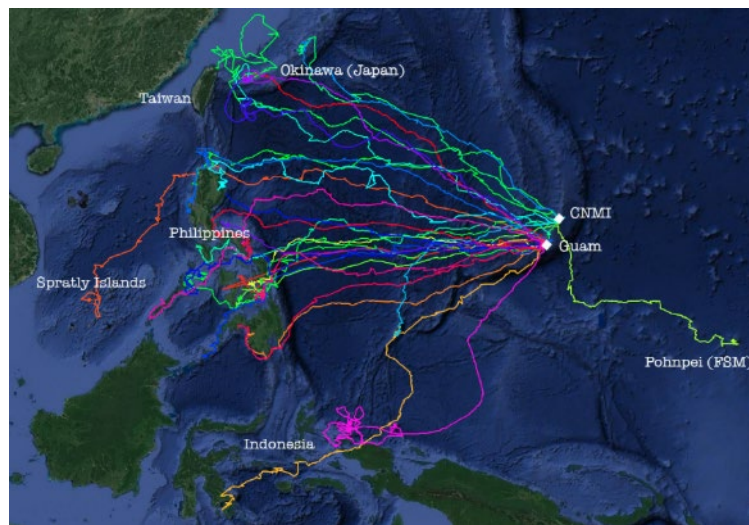 Okinawa (Japan)
Taiwan
CNMI
Philippines
Guam
Spratly Islands
Pohnpei (FSM)
Indonesia